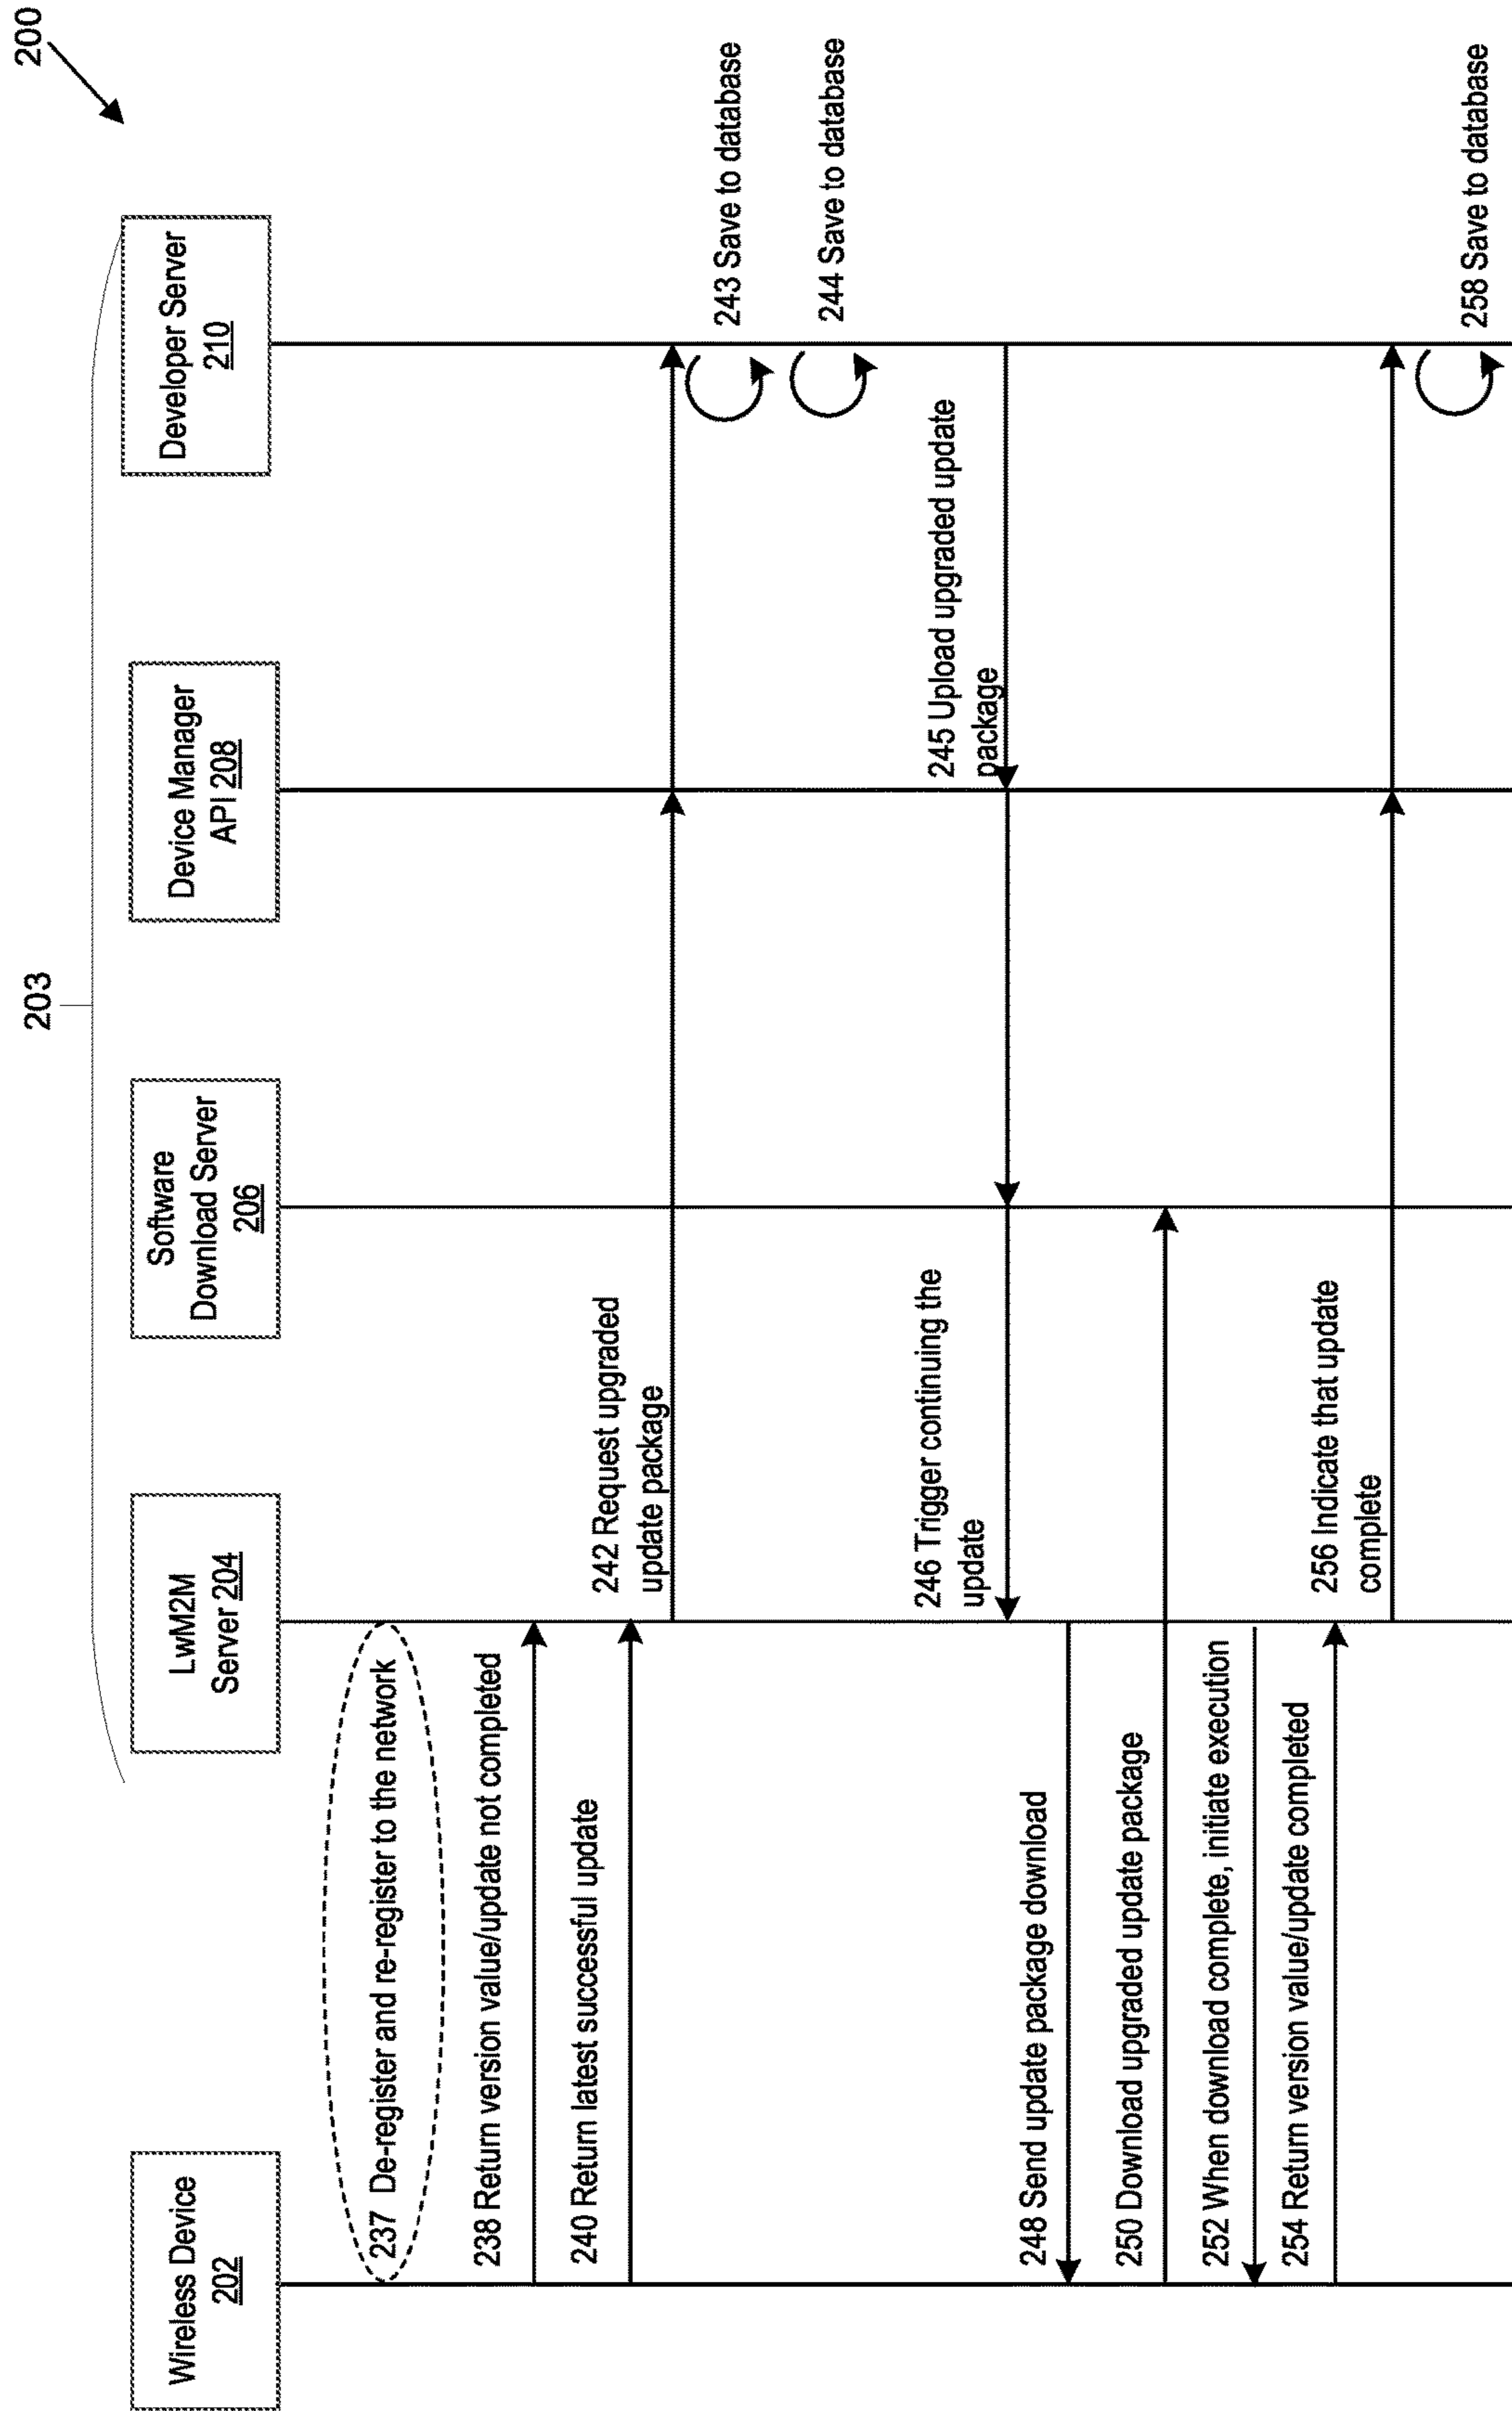 200
203
Wireless Device
202
LwM2M
Server 204
Software
Download Server
206
Device Manager
API 208
Developer Server
210
237 De-register and re-register to the network
238 Return version value/update not completed
240 Return latest successful update
242 Request upgraded
update package
243 Save to database
244 Save to database
245 Upload upgraded update
package
246 Trigger continuing the
update
248 Send update package download
250 Download upgraded update package
252 When download complete, initiate execution
254 Return version value/update completed
256 Indicate that update
complete
258 Save to database